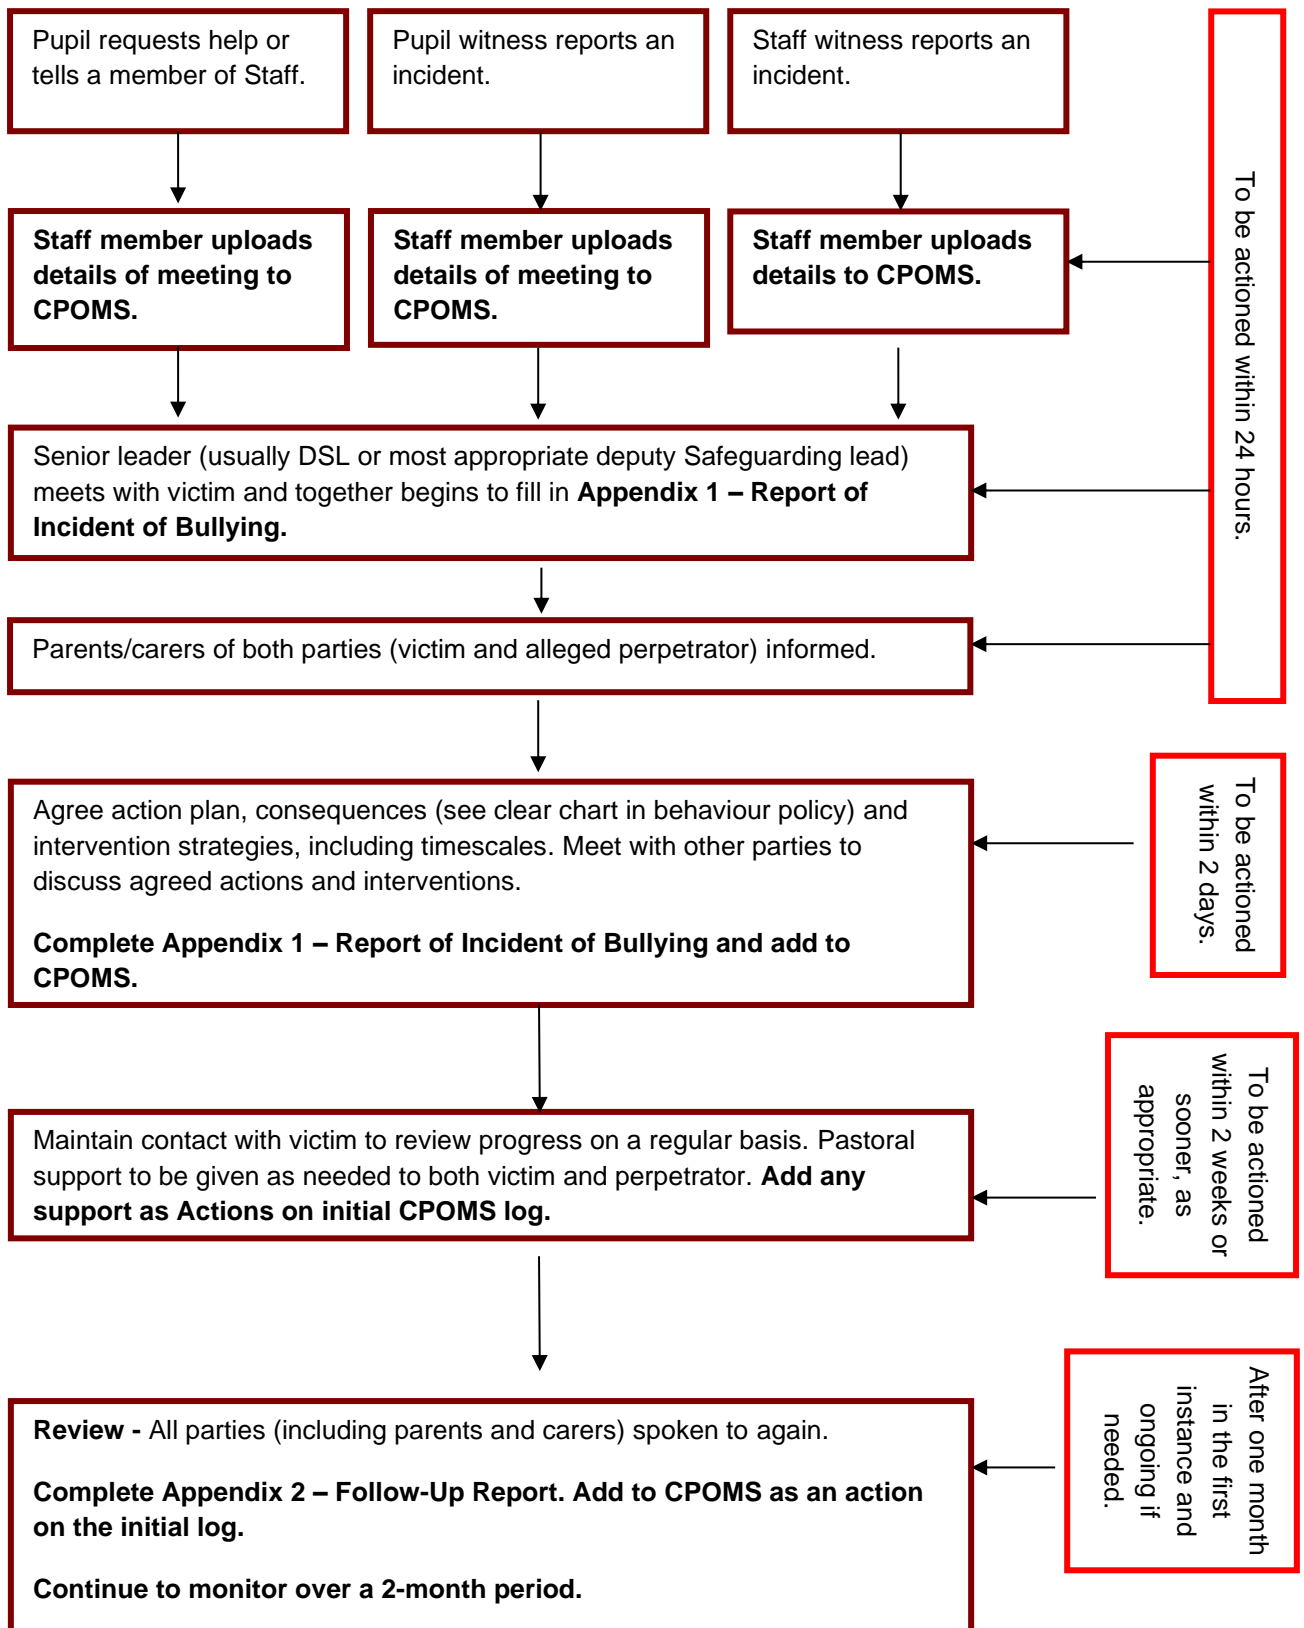 Pupil requests help or
tells a member of Staff.
Pupil witness reports an
incident.
Staff witness reports an
incident.
To be actioned within 24 hours.
Staff member uploads
details of meeting to
CPOMS.
Staff member uploads
details of meeting to
CPOMS.
Staff member uploads
details to CPOMS.
Senior leader (usually DSL or most appropriate deputy Safeguarding lead)
meets with victim and together begins to fill in Appendix 1 – Report of
Incident of Bullying.
Parents/carers of both parties (victim and alleged perpetrator) informed.
Agree action plan, consequences (see clear chart in behaviour policy) and
intervention strategies, including timescales. Meet with other parties to
discuss agreed actions and interventions.
Complete Appendix 1 – Report of Incident of Bullying and add to
CPOMS.
To be actioned
within 2 days.
Maintain contact with victim to review progress on a regular basis. Pastoral
support to be given as needed to both victim and perpetrator. Add any
support as Actions on initial CPOMS log.
To be actioned
within 2 weeks or
sooner, as
appropriate.
Review - All parties (including parents and carers) spoken to again.
Complete Appendix 2 – Follow-Up Report. Add to CPOMS as an action
on the initial log.
Continue to monitor over a 2-month period.
After one month
in the first
instance and
ongoing if
needed.